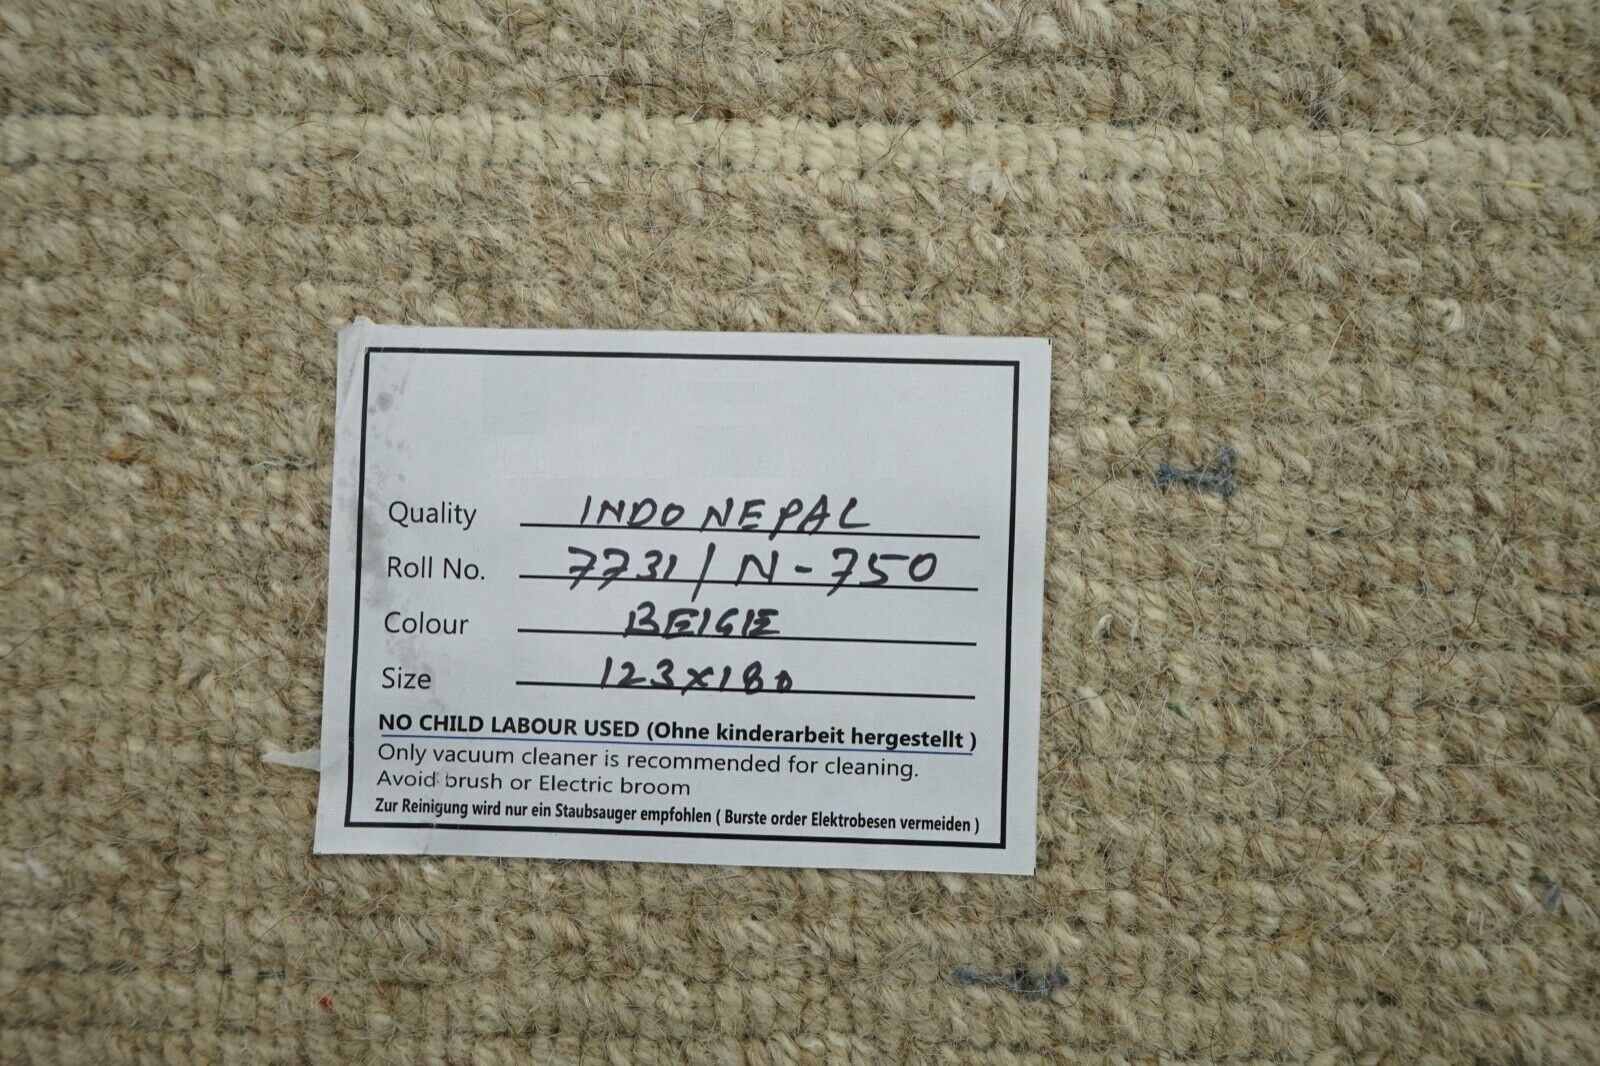 Quality INDO NEPAL
Roll No. 7731/N-750
Colour BEIGE
Size 123x180
NO CHILD LABOUR USED (Ohne kinderarbeit hergestellt )
Only vacuum cleaner is recommended for cleaning.
Avoid brush or Electric broom
Zur Reinigung wird nur ein Staubsauger empfohlen ( Burste order Elektrobesen vermeiden )